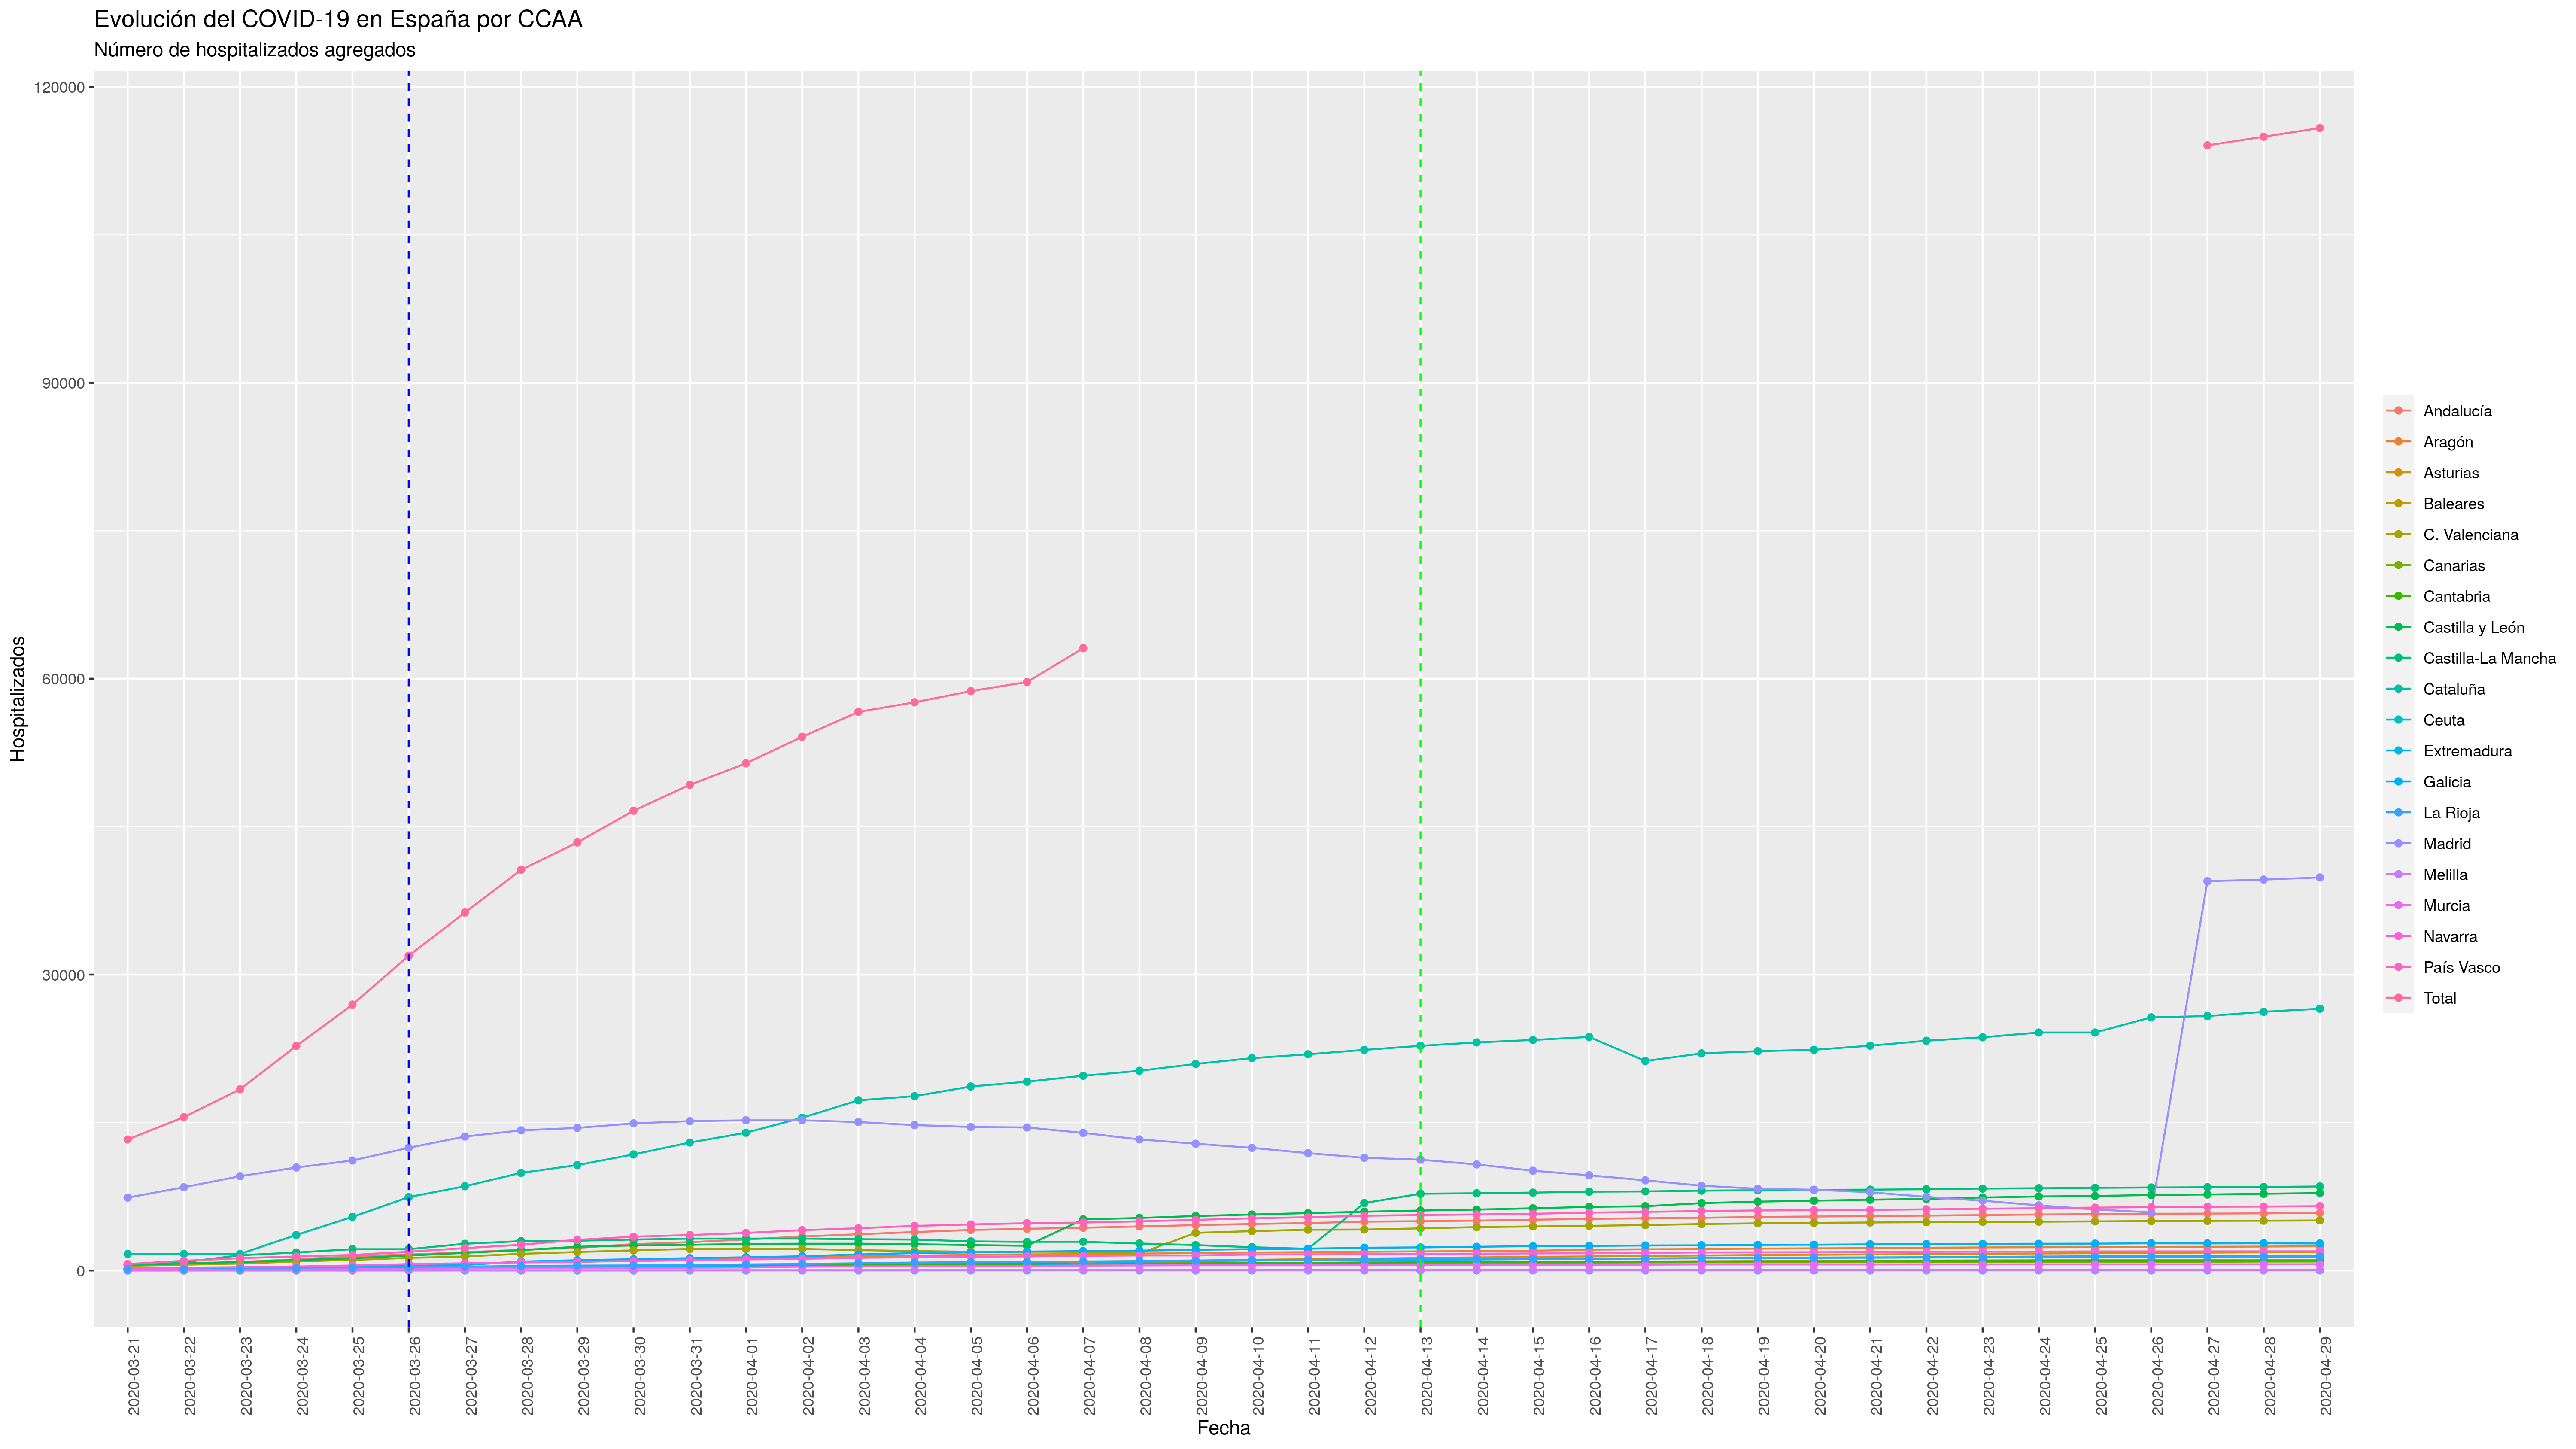 Evolución del COVID-19 en España por CCAA
Número de hospitalizados agregados
120000
90000
60000
30000
0
Hospitalizados
2020-03-21
2020-03-22
2020-03-23
2020-03-24
2020-03-25
2020-03-26
2020-03-27
2020-03-28
2020-03-29
2020-03-30
2020-03-31
2020-04-01
2020-04-02
2020-04-03
2020-04-04
2020-04-05
2020-04-06
2020-04-07
2020-04-08
2020-04-09
2020-04-10
2020-04-11
2020-04-12
2020-04-13
2020-04-14
2020-04-15
2020-04-16
2020-04-17
2020-04-18
2020-04-19
2020-04-20
2020-04-21
2020-04-22
2020-04-23
2020-04-24
2020-04-25
2020-04-26
2020-04-27
2020-04-28
2020-04-29
Fecha
Andalucía
Aragón
Asturias
Baleares
C. Valenciana
Canarias
Cantabria
Castilla y León
Castilla-La Mancha
Cataluña
Ceuta
Extremadura
Galicia
La Rioja
Madrid
Melilla
Murcia
Navarra
País Vasco
Total